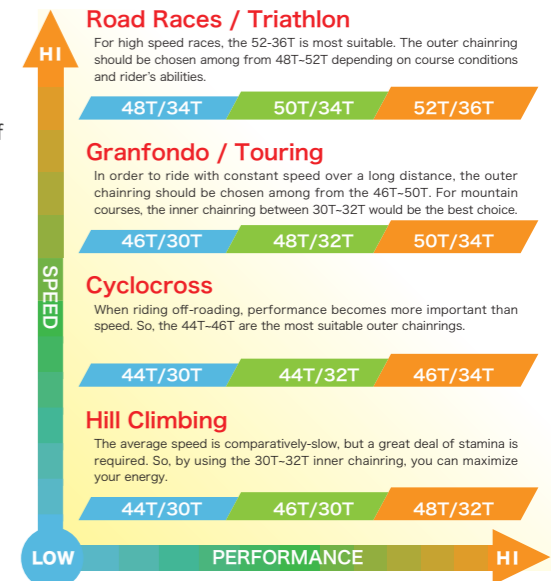 HI
Road Races / Triathlon
For high speed races, the 52-36T is most suitable. The outer chainring
should be chosen among from 48T~52T depending on course conditions
and rider's abilities.
48T/34T 50T/34T 52T/36T
f
Granfondo / Touring
In order to ride with constant speed over a long distance, the outer
chainring should be chosen among from the 46T~50T. For mountain
courses, the inner chainring between 30T~32T would be the best choice.
46T/30T 48T/32T 50T/34T
SPEED
Cyclocross
When riding off-roading, performance becomes more important than
speed. So, the 44T~46T are the most suitable outer chainrings.
44T/30T 44T/32T 46T/34T
Hill Climbing
The average speed is comparatively-slow, but a great deal of stamina is
required. So, by using the 30T~32T inner chainring, you can maximize
your energy.
44T/30T 46T/30T 48T/32T
LOW PERFORMANCE HI